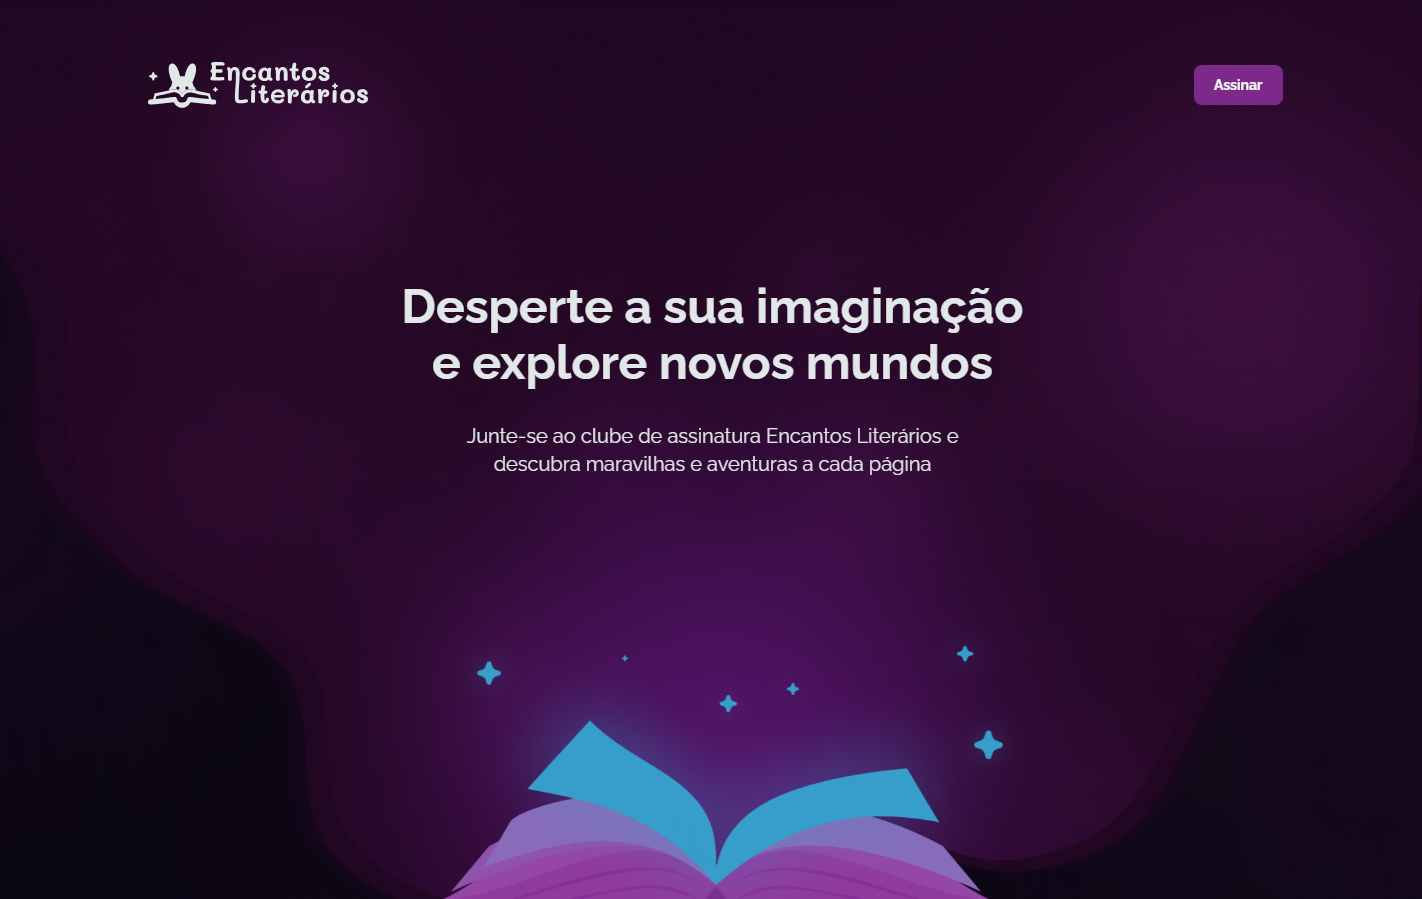 Encantos
Literários
Assinar
Desperte a sua imaginação
e explore novos mundos
Junte-se ao clube de assinatura Encantos Literários e
descubra maravilhas e aventuras a cada página